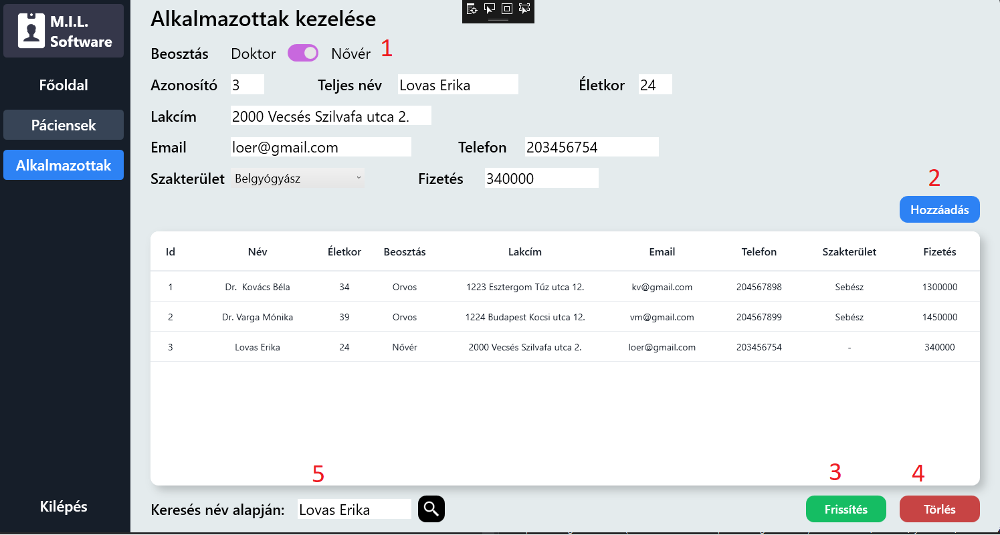 M.I.L.
Software
Főoldal
Páciensek
Alkalmazottak
Kilépés
Alkalmazottak kezelése
Beosztás Doktor Nővér 1
Azonosító 3 Teljes név Lovas Erika Életkor 24
Lakcím 2000 Vecsés Szilvafa utca 2.
Email loer@gmail.com Telefon 203456754
Szakterület Belgyógyász Fizetés 340000
2
Hozzáadás
Id Név Életkor Beosztás Lakcím Email Telefon Szakterület Fizetés
1 Dr. Kovács Béla 34 Orvos 1223 Esztergom Tűz utca 12. kv@gmail.com 204567898 Sebész 1300000
2 Dr. Varga Mónika 39 Orvos 1224 Budapest Kocsi utca 12. vm@gmail.com 204567899 Sebész 1450000
3 Lovas Erika 24 Nővér 2000 Vecsés Szilvafa utca 2. loer@gmail.com 203456754 - 340000
5 3 4
Keresés név alapján: Lovas Erika Frissítés Törlés